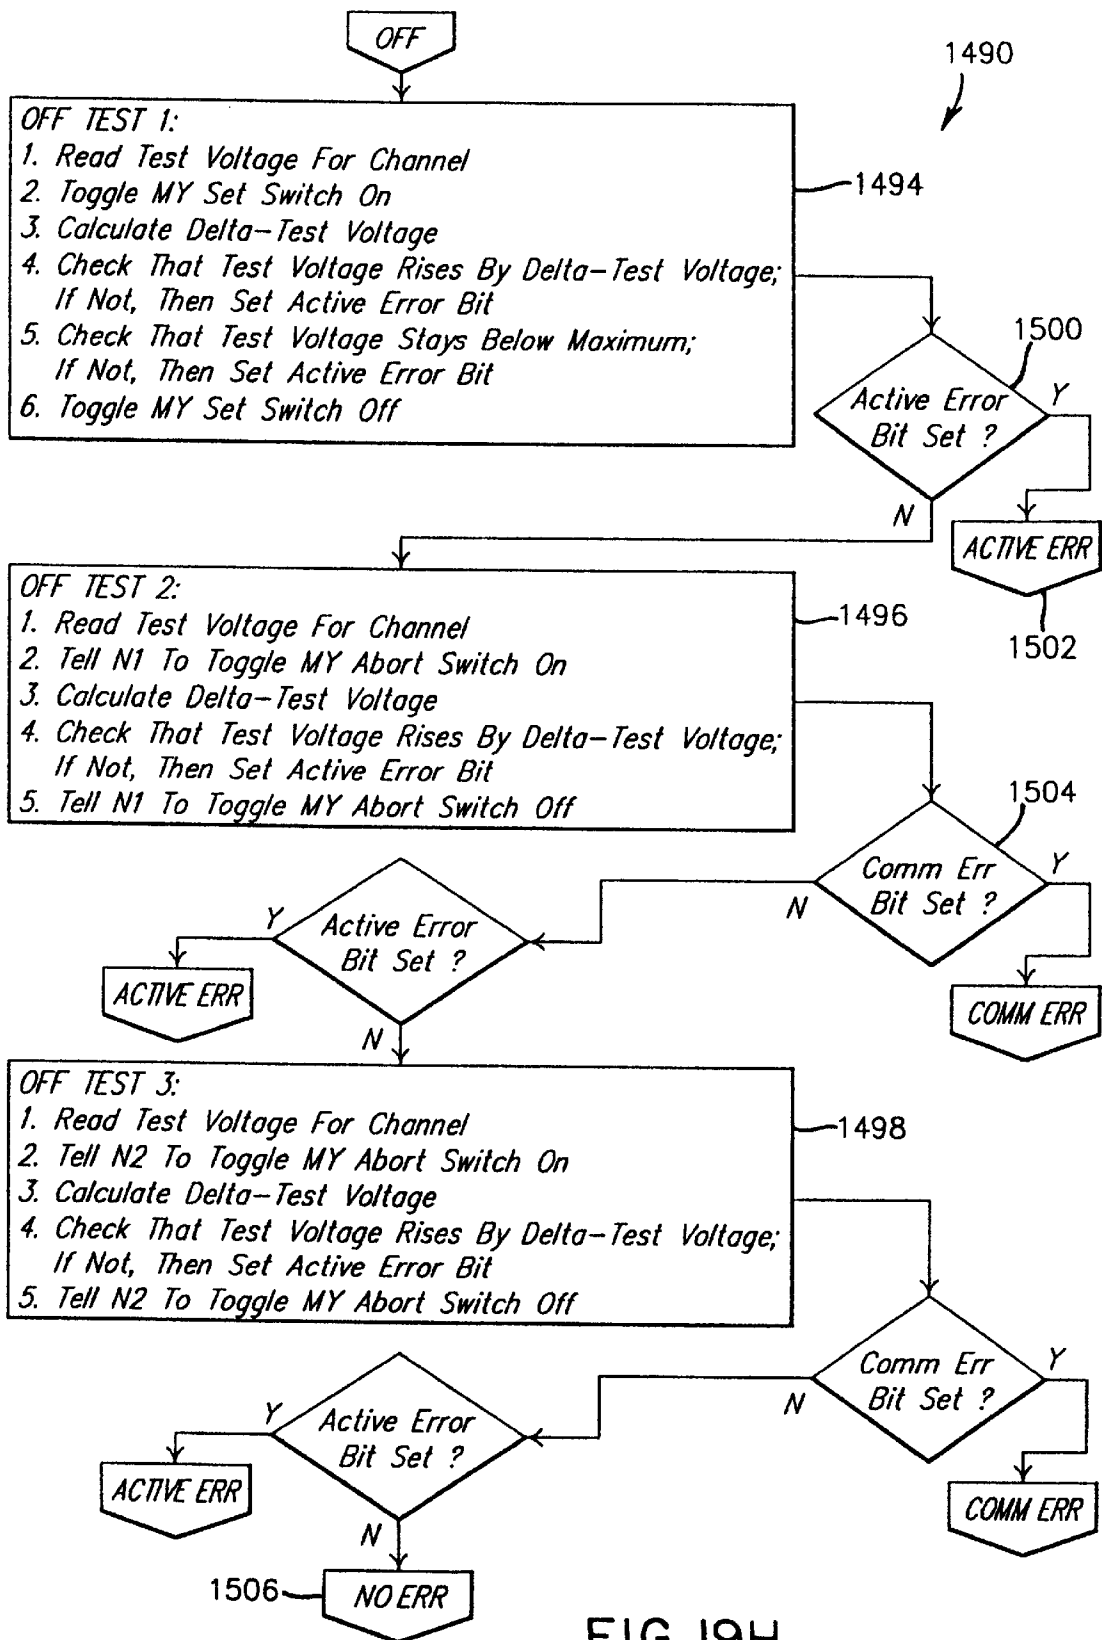 OFF
1490
OFF TEST 1:
1. Read Test Voltage For Channel
2. Toggle MY Set Switch On
3. Calculate Delta-Test Voltage
4. Check That Test Voltage Rises By Delta-Test Voltage;
If Not, Then Set Active Error Bit
5. Check That Test Voltage Stays Below Maximum;
If Not, Then Set Active Error Bit
6. Toggle MY Set Switch Off
1494
1500
Active Error
Bit Set ?
Y
N
ACTIVE ERR
1502
OFF TEST 2:
1. Read Test Voltage For Channel
2. Tell N1 To Toggle MY Abort Switch On
3. Calculate Delta-Test Voltage
4. Check That Test Voltage Rises By Delta-Test Voltage;
If Not, Then Set Active Error Bit
5. Tell N1 To Toggle MY Abort Switch Off
1496
1504
Comm Err
Bit Set ?
Y
N
COMM ERR
Active Error
Bit Set ?
Y
N
ACTIVE ERR
OFF TEST 3:
1. Read Test Voltage For Channel
2. Tell N2 To Toggle MY Abort Switch On
3. Calculate Delta-Test Voltage
4. Check That Test Voltage Rises By Delta-Test Voltage;
If Not, Then Set Active Error Bit
5. Tell N2 To Toggle MY Abort Switch Off
1498
Comm Err
Bit Set ?
Y
N
COMM ERR
Active Error
Bit Set ?
Y
N
ACTIVE ERR
1506
NO ERR
FIG. 19H